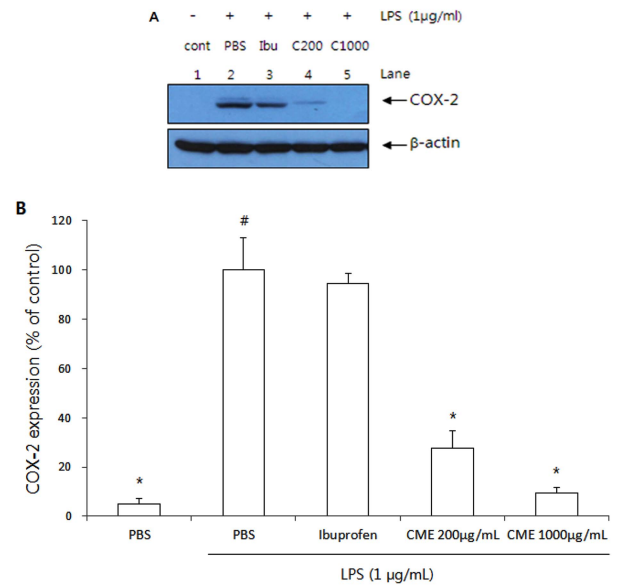 A - + + + + LPS (1μg/ml)
cont PBS Ibu C200 C1000
1 2 3 4 5 Lane
COX-2
β-actin
B
120
100
80
60
40
20
0
COX-2 expression (% of control)
*
#
*
*
PBS PBS Ibuprofen CME 200μg/mL CME 1000μg/mL
LPS (1 μg/mL)